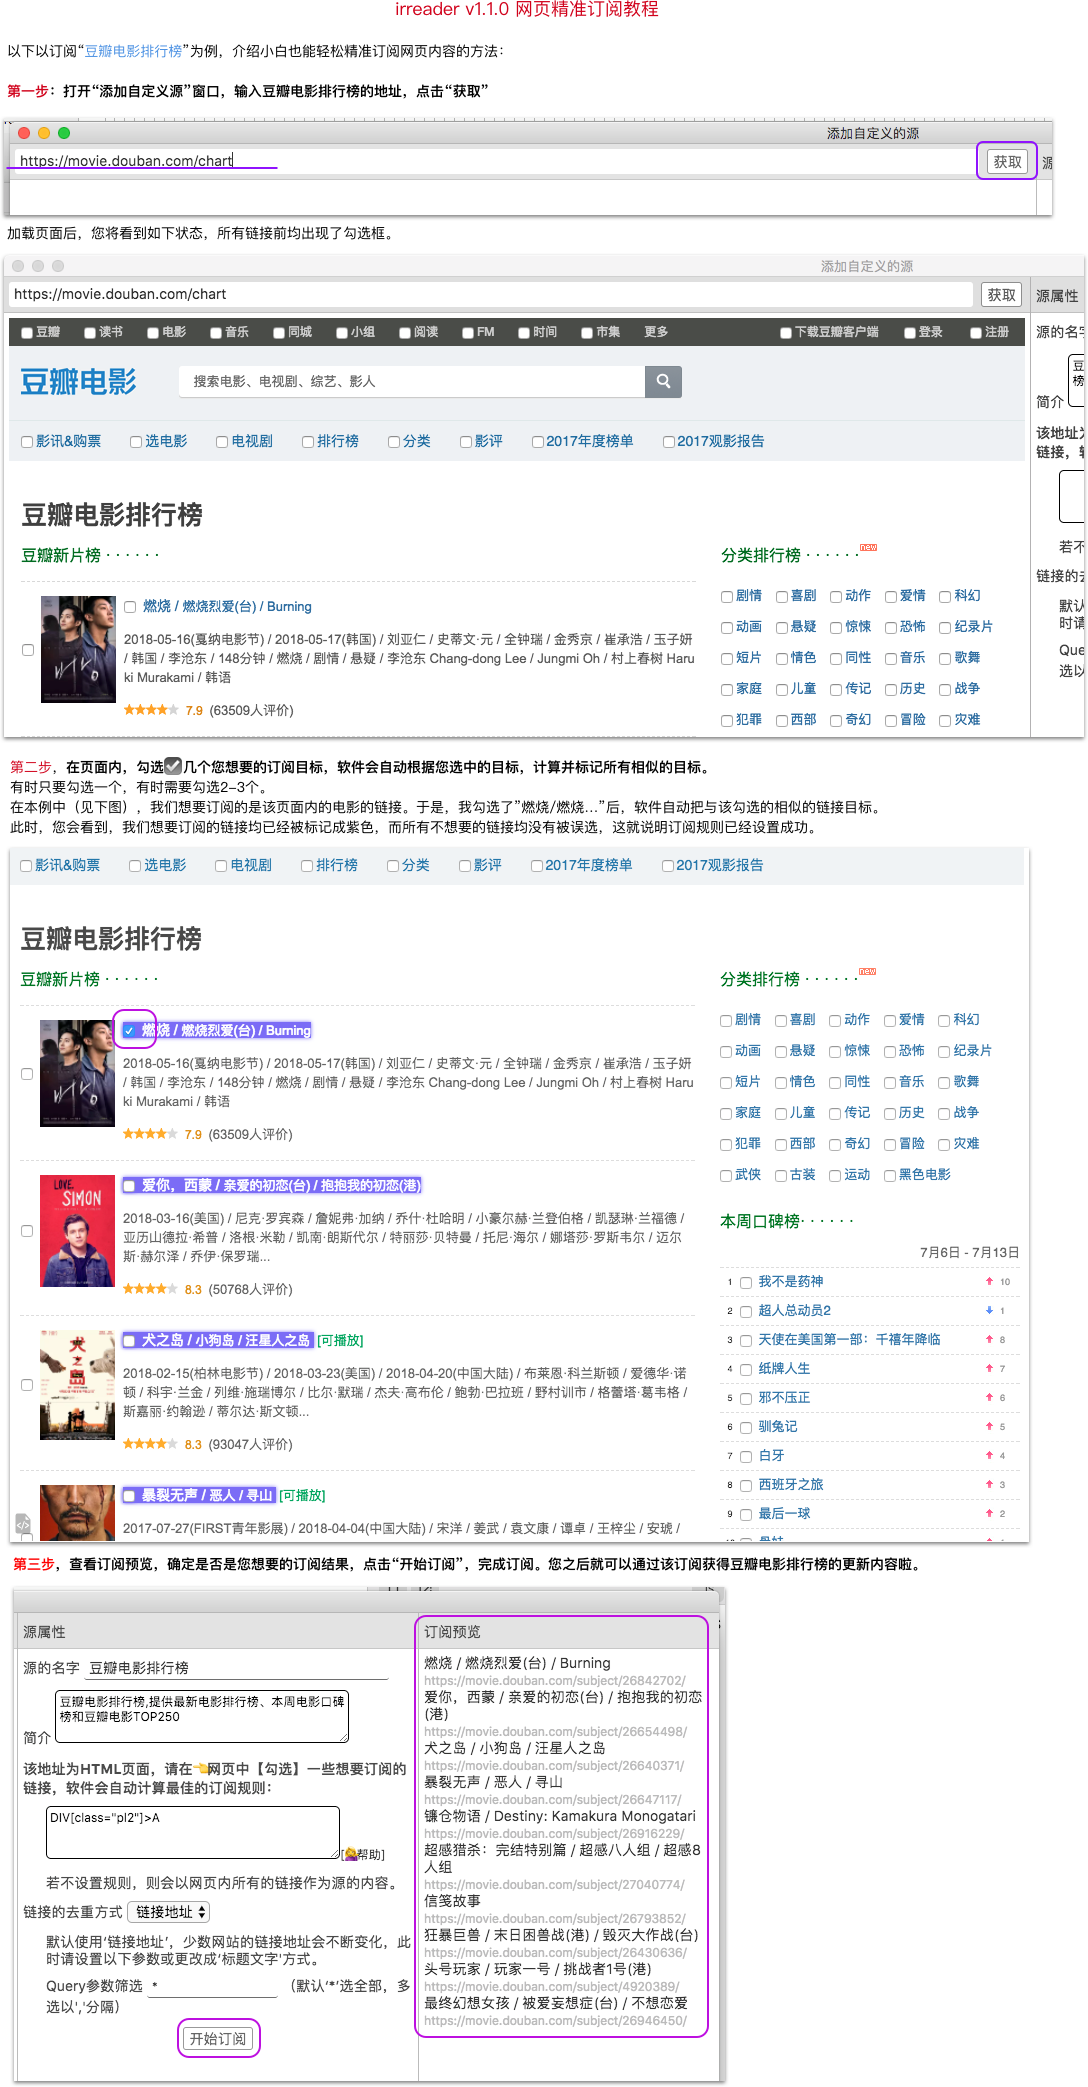 irreader v1.1.0 网页精准订阅教程
以下以订阅“豆瓣电影排行榜”为例，介绍小白也能轻松精准订阅网页内容的方法：
第一步：打开“添加自定义源”窗口，输入豆瓣电影排行榜的地址，点击“获取”
添加自定义的源
https://movie.douban.com/chart
获取
源
加载页面后，您将看到如下状态，所有链接前均出现了勾选框。
添加自定义的源
https://movie.douban.com/chart
获取
源属性
豆瓣 读书 电影 音乐 同城 小组 阅读 FM 时间 市集 更多 下载豆瓣客户端 登录 注册
源的名字
豆瓣电影
搜索电影、电视剧、综艺、影人
豆
榜
简介
影讯&购票 选电影 电视剧 排行榜 分类 影评 2017年度榜单 2017观影报告
该地址为
链接，软
豆瓣电影排行榜
豆瓣新片榜 · · · · · ·
分类排行榜 · · · · · · new
若不
链接的去
默认
时请
Que
选以
燃烧 / 燃烧烈爱(台) / Burning
2018-05-16(戛纳电影节) / 2018-05-17(韩国) / 刘亚仁 / 史蒂文·元 / 全钟瑞 / 金秀京 / 崔承浩 / 玉子妍
/ 韩国 / 李沧东 / 148分钟 / 燃烧 / 剧情 / 悬疑 / 李沧东 Chang-dong Lee / Jungmi Oh / 村上春树 Haru
ki Murakami / 韩语
7.9 (63509人评价)
剧情 喜剧 动作 爱情 科幻
动画 悬疑 惊悚 恐怖 纪录片
短片 情色 同性 音乐 歌舞
家庭 儿童 传记 历史 战争
犯罪 西部 奇幻 冒险 灾难
第二步，在页面内，勾选几个您想要的订阅目标，软件会自动根据您选中的目标，计算并标记所有相似的目标。
有时只要勾选一个，有时需要勾选2-3个。
在本例中（见下图），我们想要订阅的是该页面内的电影的链接。于是，我勾选了”燃烧/燃烧...”后，软件自动把与该勾选的相似的链接目标。
此时，您会看到，我们想要订阅的链接均已经被标记成紫色，而所有不想要的链接均没有被误选，这就说明订阅规则已经设置成功。
影讯&购票 选电影 电视剧 排行榜 分类 影评 2017年度榜单 2017观影报告
豆瓣电影排行榜
豆瓣新片榜 · · · · · ·
燃烧 / 燃烧烈爱(台) / Burning
2018-05-16(戛纳电影节) / 2018-05-17(韩国) / 刘亚仁 / 史蒂文·元 / 全钟瑞 / 金秀京 / 崔承浩 / 玉子妍
/ 韩国 / 李沧东 / 148分钟 / 燃烧 / 剧情 / 悬疑 / 李沧东 Chang-dong Lee / Jungmi Oh / 村上春树 Haru
ki Murakami / 韩语
7.9 (63509人评价)
LOVE,
SIMON
爱你，西蒙 / 亲爱的初恋(台) / 抱抱我的初恋(港)
2018-03-16(美国) / 尼克·罗宾森 / 詹妮弗·加纳 / 乔什·杜哈明 / 小豪尔赫·兰登伯格 / 凯瑟琳·兰福德 /
亚历山德拉·希普 / 洛根·米勒 / 凯南·朗斯代尔 / 特丽莎·贝特曼 / 托尼·海尔 / 娜塔莎·罗斯韦尔 / 迈尔
斯·赫尔泽 / 乔伊·保罗瑞...
8.3 (50768人评价)
犬之岛
犬之岛 / 小狗岛 / 汪星人之岛 [可播放]
2018-02-15(柏林电影节) / 2018-03-23(美国) / 2018-04-20(中国大陆) / 布莱恩·科兰斯顿 / 爱德华·诺
顿 / 科宇·兰金 / 列维·施瑞博尔 / 比尔·默瑞 / 杰夫·高布伦 / 鲍勃·巴拉班 / 野村训市 / 格蕾塔·葛韦格 /
斯嘉丽·约翰逊 / 蒂尔达·斯文顿...
8.3 (93047人评价)
暴裂无声 / 恶人 / 寻山 [可播放]
2017-07-27(FIRST青年影展) / 2018-04-04(中国大陆) / 宋洋 / 姜武 / 袁文康 / 谭卓 / 王梓尘 / 安琥 /
分类排行榜 · · · · · · new
剧情 喜剧 动作 爱情 科幻
动画 悬疑 惊悚 恐怖 纪录片
短片 情色 同性 音乐 歌舞
家庭 儿童 传记 历史 战争
犯罪 西部 奇幻 冒险 灾难
武侠 古装 运动 黑色电影
本周口碑榜· · · · · ·
7月6日 - 7月13日
1 我不是药神 10
2 超人总动员2 1
3 天使在美国第一部：千禧年降临 8
4 纸牌人生 7
5 邪不压正 6
6 驯兔记 5
7 白牙 4
8 西班牙之旅 3
9 最后一球 2
第三步，查看订阅预览，确定是否是您想要的订阅结果，点击“开始订阅”，完成订阅。您之后就可以通过该订阅获得豆瓣电影排行榜的更新内容啦。
源属性
源的名字 豆瓣电影排行榜
豆瓣电影排行榜,提供最新电影排行榜、本周电影口碑
榜和豆瓣电影TOP250
简介
该地址为HTML页面，请在👈网页中【勾选】一些想要订阅的
链接，软件会自动计算最佳的订阅规则：
DIV[class="pl2"]>A
[🙇帮助]
若不设置规则，则会以网页内所有的链接作为源的内容。
链接的去重方式 链接地址
默认使用‘链接地址’，少数网站的链接地址会不断变化，此
时请设置以下参数或更改成‘标题文字’方式。
Query参数筛选 * （默认‘*’选全部，多
选以','分隔）
开始订阅
订阅预览
燃烧 / 燃烧烈爱(台) / Burning
https://movie.douban.com/subject/26842702/
爱你，西蒙 / 亲爱的初恋(台) / 抱抱我的初恋
(港)
https://movie.douban.com/subject/26654498/
犬之岛 / 小狗岛 / 汪星人之岛
https://movie.douban.com/subject/26640371/
暴裂无声 / 恶人 / 寻山
https://movie.douban.com/subject/26647117/
镰仓物语 / Destiny: Kamakura Monogatari
https://movie.douban.com/subject/26916229/
超感猎杀：完结特别篇 / 超感八人组 / 超感8
人组
https://movie.douban.com/subject/27040774/
信笺故事
https://movie.douban.com/subject/26793852/
狂暴巨兽 / 末日困兽战(港) / 毁灭大作战(台)
https://movie.douban.com/subject/26430636/
头号玩家 / 玩家一号 / 挑战者1号(港)
https://movie.douban.com/subject/4920389/
最终幻想女孩 / 被爱妄想症(台) / 不想恋爱
https://movie.douban.com/subject/26946450/